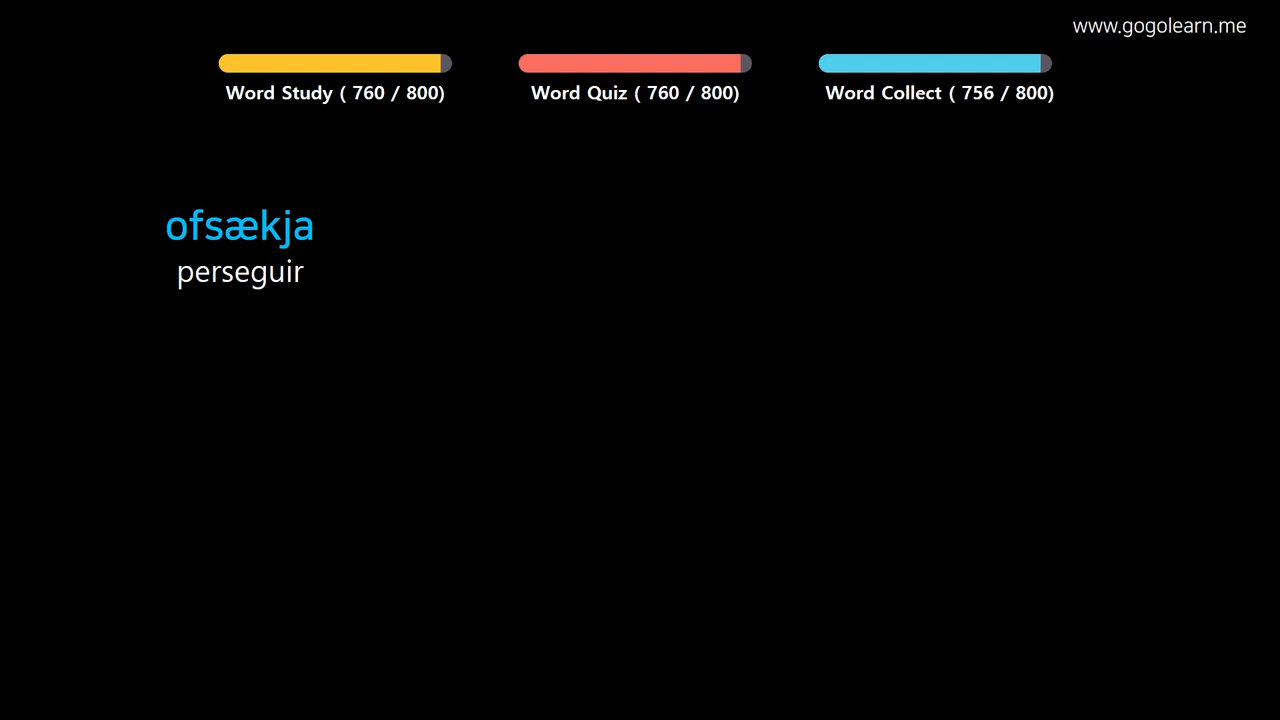 www.gogolearn.me
Word Study ( 760 / 800)
Word Quiz ( 760 / 800)
Word Collect ( 756 / 800)
ofsækja
perseguir